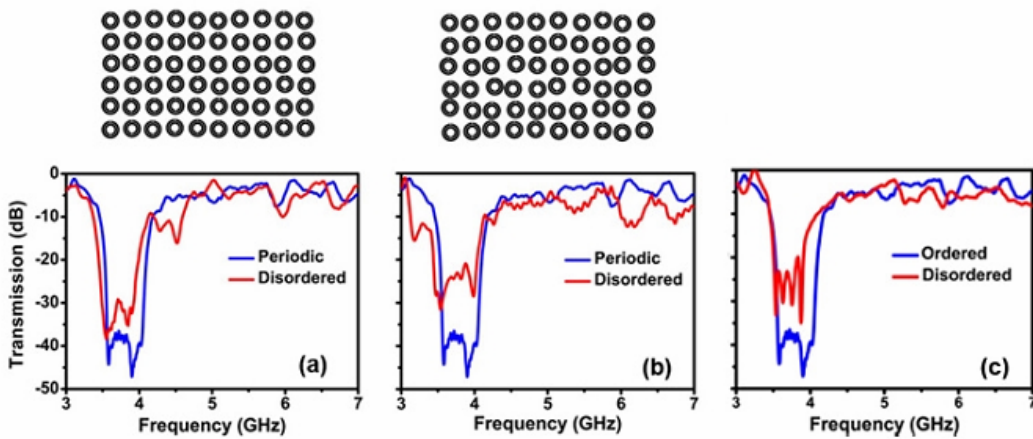 0
-10
-20
-30
-40
-50
Transmission (dB)
Periodic
Disordered
(a)
3 4 5 6 7
Frequency (GHz)
Periodic
Disordered
(b)
3 4 5 6 7
Frequency (GHz)
Ordered
Disordered
(c)
3 4 5 6 7
Frequency (GHz)